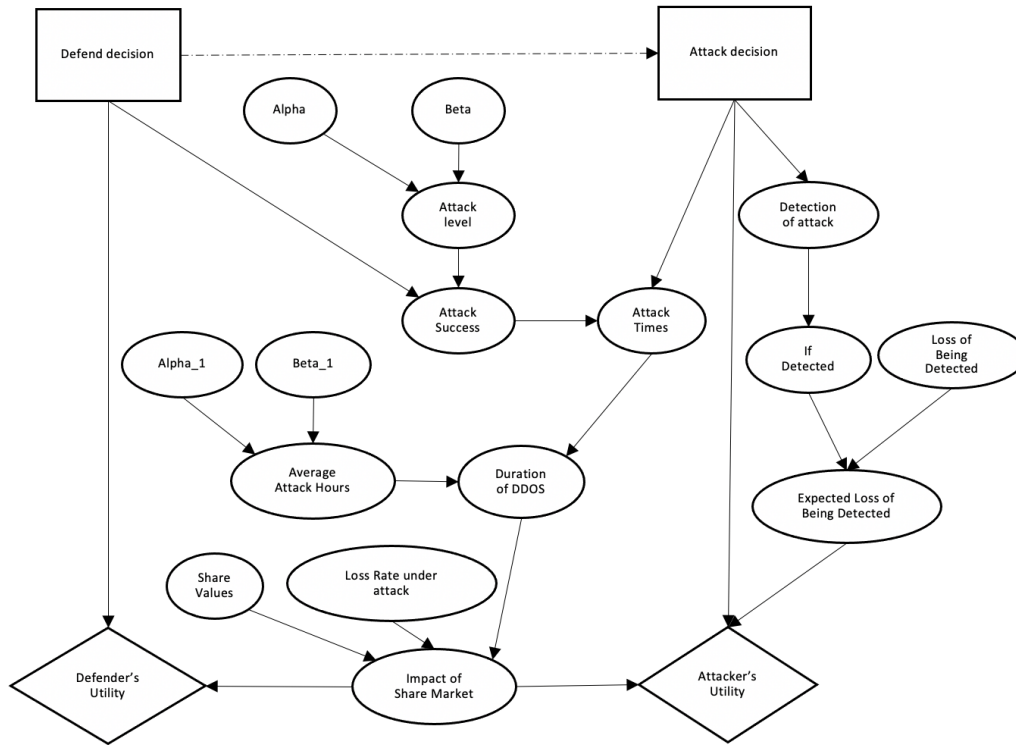 Defend decision
Attack decision
Alpha
Beta
Attack
level
Detection
of attack
Attack
Success
Attack
Times
If
Detected
Loss of
Being
Detected
Alpha_1
Beta_1
Average
Attack Hours
Duration
of DDOS
Expected Loss of
Being Detected
Share
Values
Loss Rate under
attack
Defender's
Utility
Impact of
Share Market
Attacker's
Utility